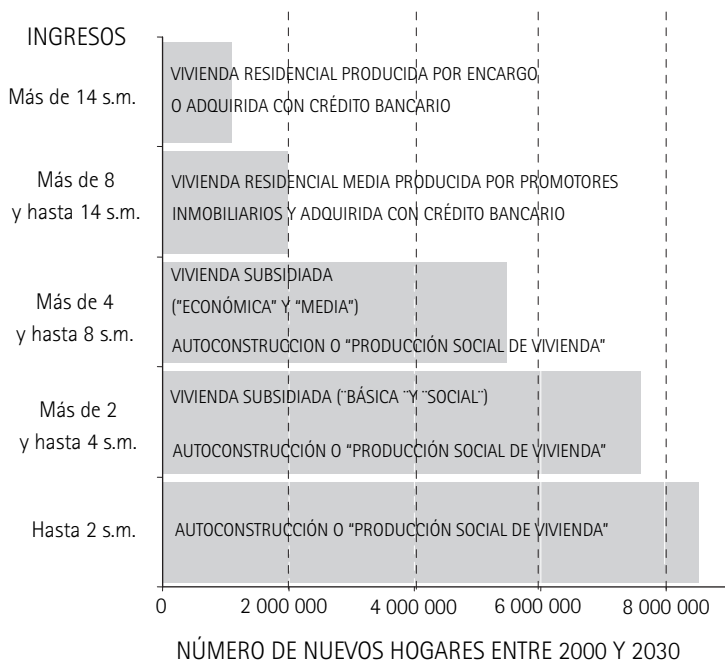 INGRESOS
Más de 14 s.m.
VIVIENDA RESIDENCIAL PRODUCIDA POR ENCARGO
O ADQUIRIDA CON CRÉDITO BANCARIO
Más de 8
y hasta 14 s.m.
VIVIENDA RESIDENCIAL MEDIA PRODUCIDA POR PROMOTORES
INMOBILIARIOS Y ADQUIRIDA CON CRÉDITO BANCARIO
Más de 4
y hasta 8 s.m.
VIVIENDA SUBSIDIADA
("ECONÓMICA" Y "MEDIA")
AUTOCONSTRUCCION O "PRODUCCIÓN SOCIAL DE VIVIENDA"
Más de 2
y hasta 4 s.m.
VIVIENDA SUBSIDIADA (¨BÁSICA ¨Y ¨SOCIAL¨)
AUTOCONSTRUCCIÓN O "PRODUCCIÓN SOCIAL DE VIVIENDA"
Hasta 2 s.m.
AUTOCONSTRUCCIÓN O "PRODUCCIÓN SOCIAL DE VIVIENDA"
0 2 000 000 4 000 000 6 000 000 8 000 000
NÚMERO DE NUEVOS HOGARES ENTRE 2000 Y 2030